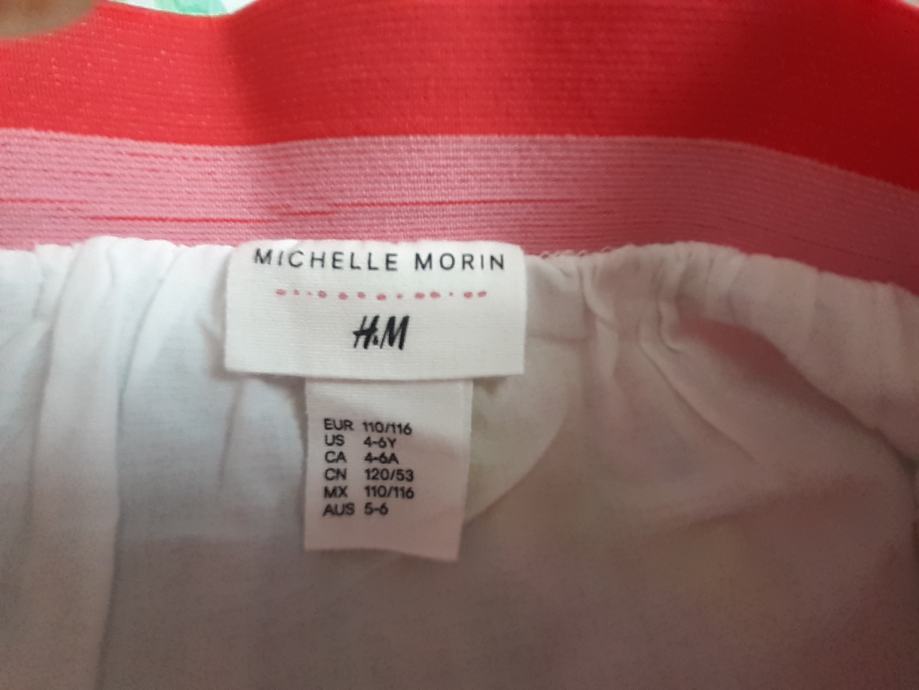 MICHELLE MORIN
H&M
EUR 110/116
US 4-6Y
CA 4-6A
CN 120/53
MX 110/116
AUS 5-6